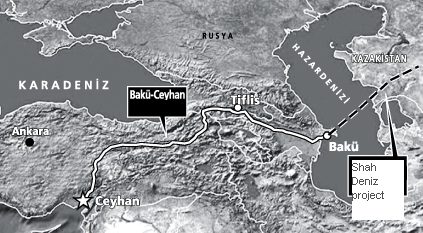 RUSYA
HAZARDENİZİ
KAZAKİSTAN
KARADENİZ
Bakü-Ceyhan
Tiflis
Ankara
Bakü
Shah
Deniz
project
Ceyhan